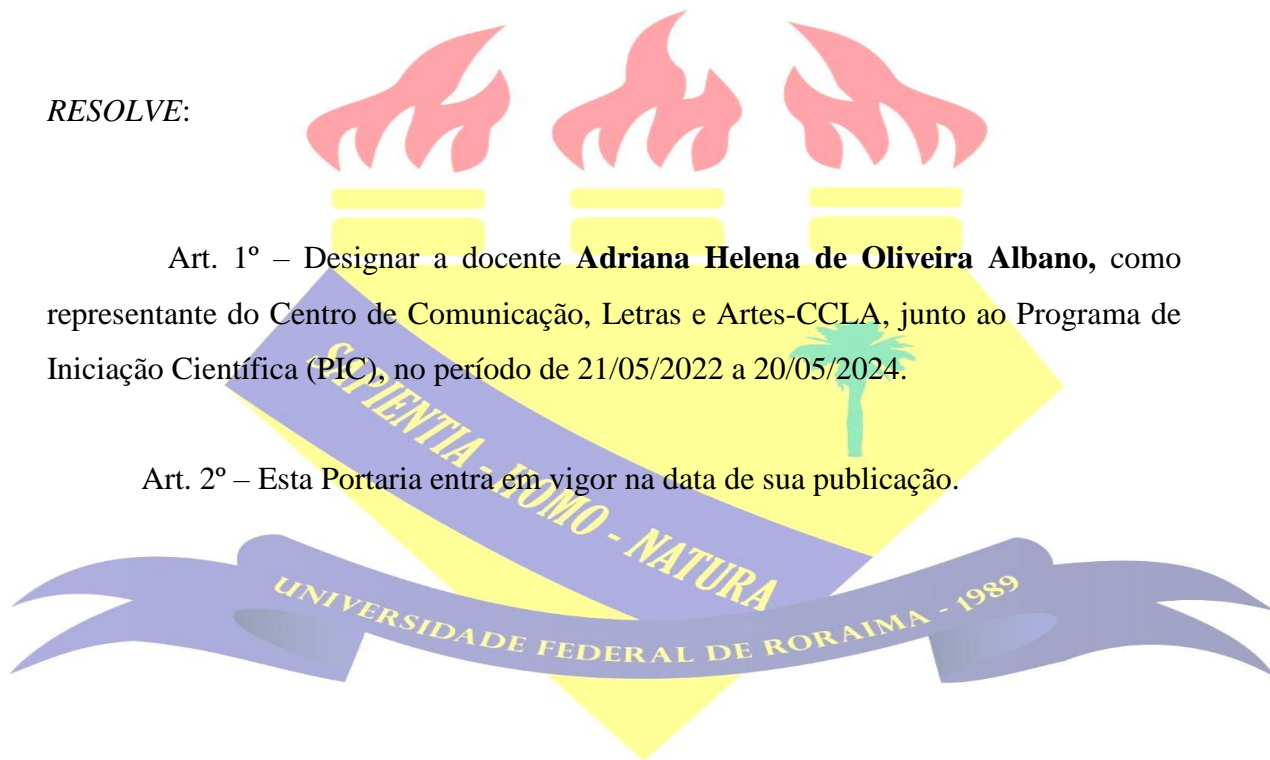 RESOLVE:
Art. 1º – Designar a docente Adriana Helena de Oliveira Albano, como
representante do Centro de Comunicação, Letras e Artes-CCLA, junto ao Programa de
Iniciação Científica (PIC), no período de 21/05/2022 a 20/05/2024.
Art. 2º – Esta Portaria entra em vigor na data de sua publicação.
SIPIENTIA - HOMO - NATURA
UNIVERSIDADE FEDERAL DE RORAIMA - 1989